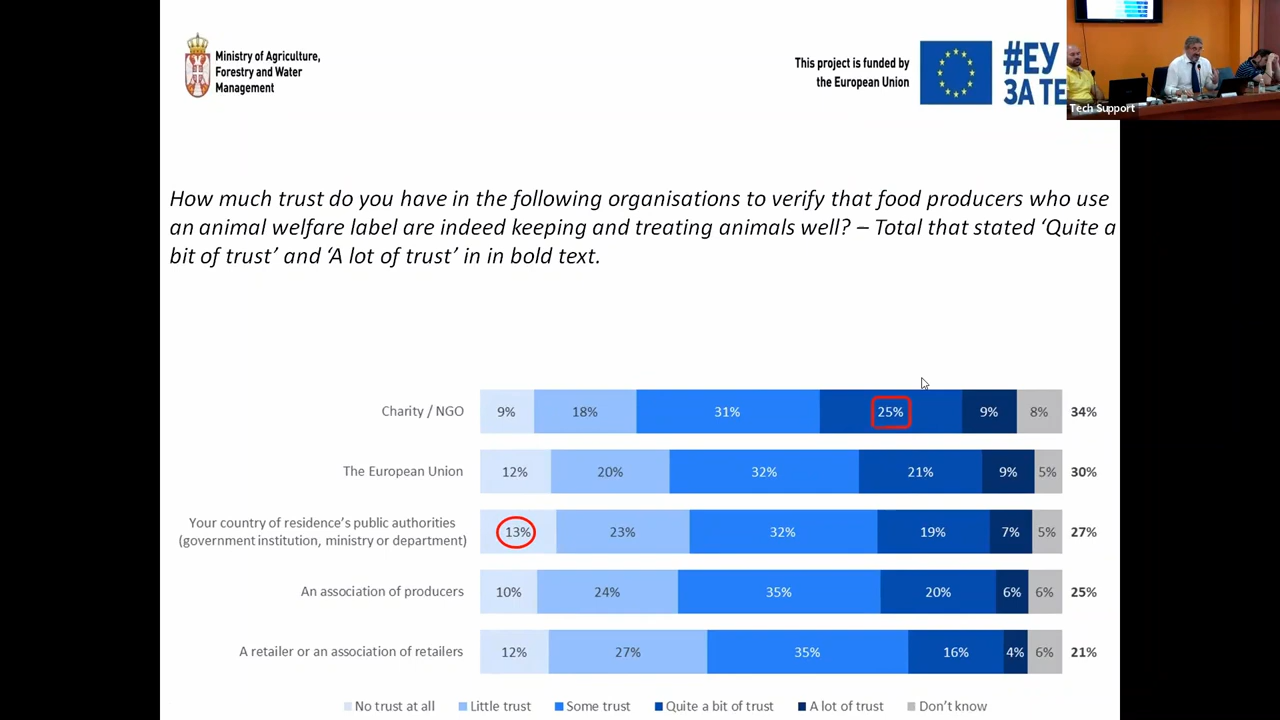 Ministry of Agriculture,
Forestry and Water
Management
This project is funded by
the European Union
#ЕУ
ЗА ТЕ
Tech Support
How much trust do you have in the following organisations to verify that food producers who use
an animal welfare label are indeed keeping and treating animals well? – Total that stated ‘Quite a
bit of trust’ and ‘A lot of trust’ in in bold text.
Charity / NGO 9% 18% 31% 25% 9% 8% 34%
The European Union 12% 20% 32% 21% 9% 5% 30%
Your country of residence’s public authorities
(government institution, ministry or department) 13% 23% 32% 19% 7% 5% 27%
An association of producers 10% 24% 35% 20% 6% 6% 25%
A retailer or an association of retailers 12% 27% 35% 16% 4% 6% 21%
No trust at all Little trust Some trust Quite a bit of trust A lot of trust Don’t know